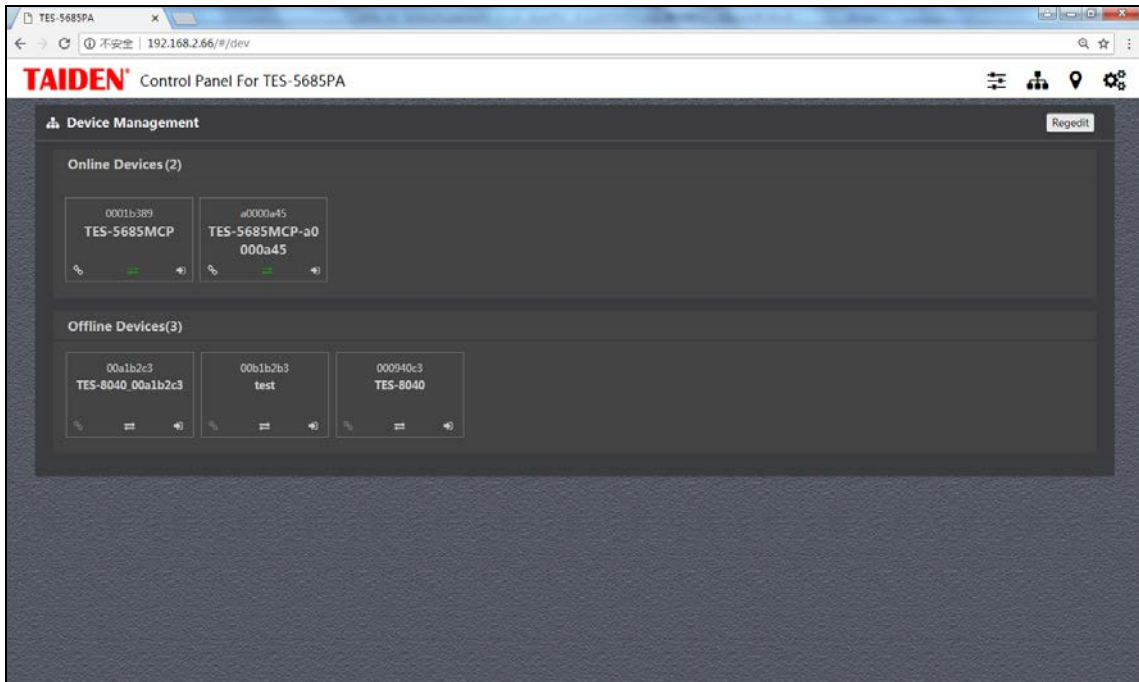 TES-5685PA
不安全 | 192.168.2.66/#/dev
TAIDEN® Control Panel For TES-5685PA
Device Management
Regedit
Online Devices (2)
0001b389
TES-5685MCP
a0000a45
TES-5685MCP-a0
000a45
Offline Devices(3)
00a1b2c3
TES-8040_00a1b2c3
00b1b2b3
test
000940c3
TES-8040